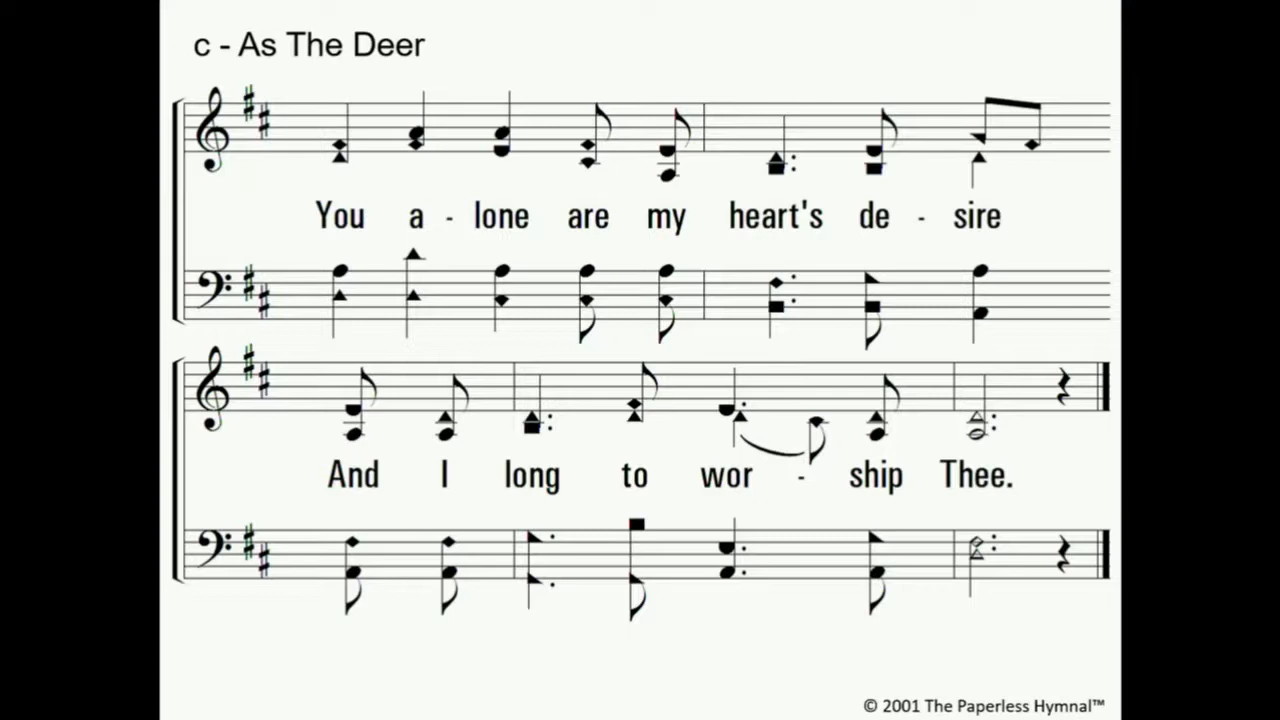 c - As The Deer
You a - lone are my heart's de - sire
And I long to wor - ship Thee.
© 2001 The Paperless Hymnal™